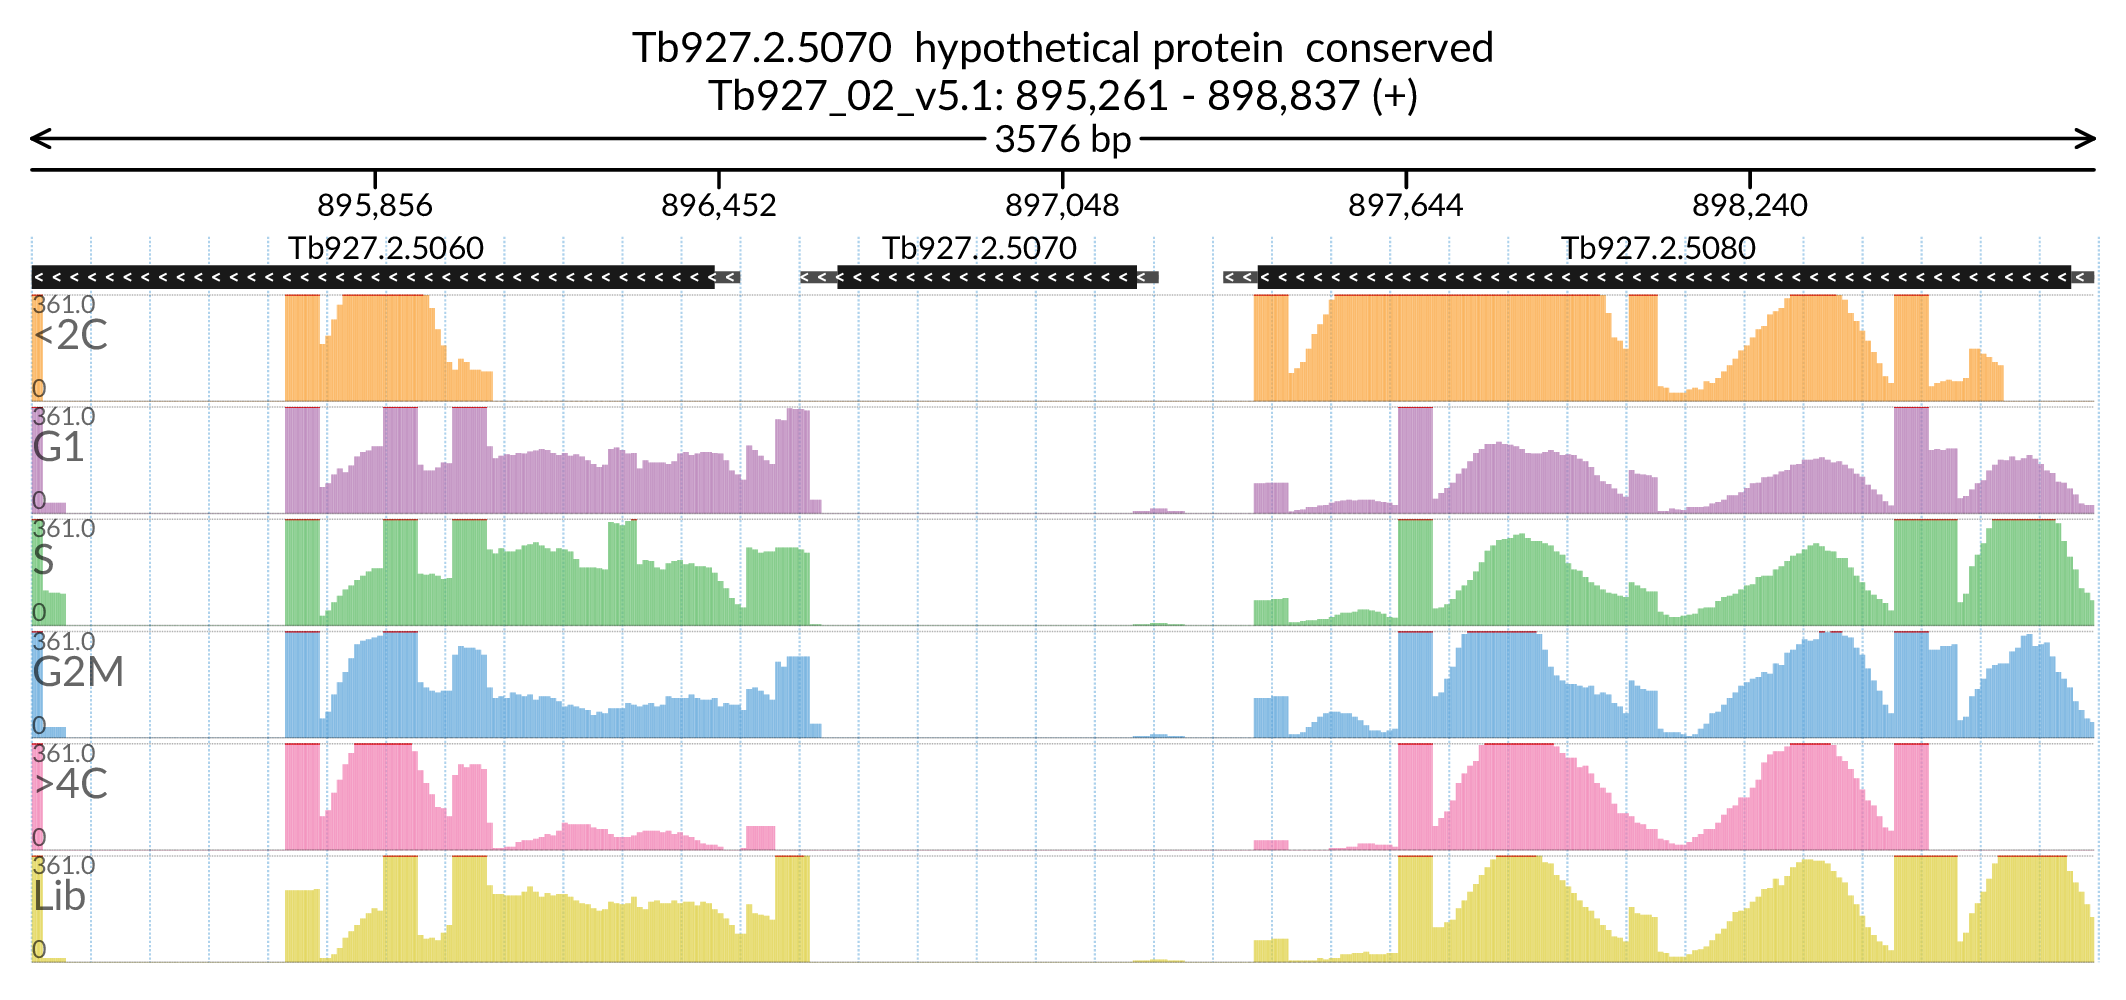 Tb927.2.5070  hypothetical protein  conserved
Tb927_02_v5.1: 895,261 - 898,837 (+)
3576 bp
895,856 896,452 897,048 897,644 898,240
Tb927.2.5060 Tb927.2.5070 Tb927.2.5080
361.0
<2C
0
361.0
G1
0
361.0
S
0
361.0
G2M
0
361.0
>4C
0
361.0
Lib
0